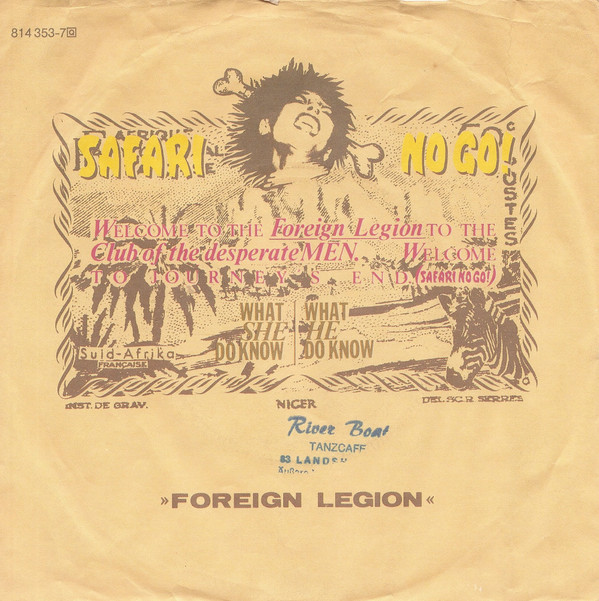 814 353-7
SAFARI NO GO!
POSTES
WELCOME TO THE Foreign Legion TO THE
Club of the desperate MEN. WELCOME
TO JOURNEY'S END (SAFARI NO GO!)
WHAT SHE DO KNOW
WHAT HE DO KNOW
Suid-Afrika
FRANÇAISE
INST. DE GRAV. NIGER DEL. SC. R. SERRES
River Boat
TANZCAFE
83 LANDSH
»FOREIGN LEGION«